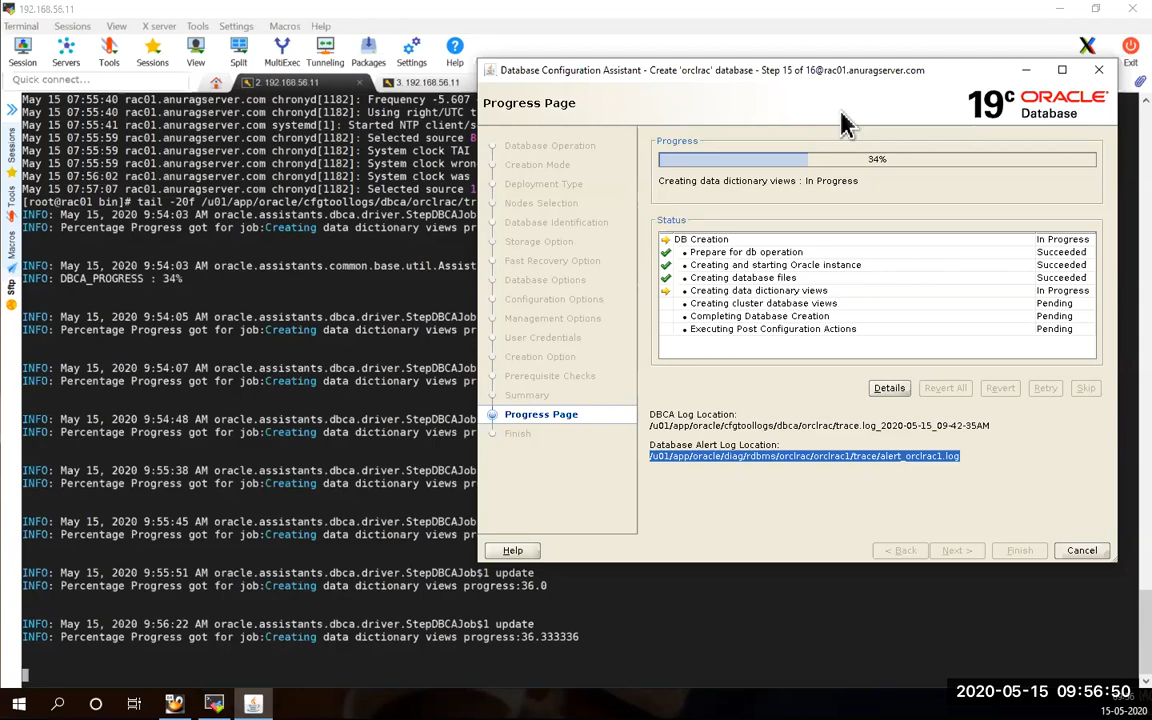 192.168.56.11
Terminal Sessions View X server Tools Settings Macros Help
Session Servers Tools Sessions View Split MultiExec Tunneling Packages Settings Help
X server Exit
Quick connect...
2. 192.168.56.11
3. 192.168.56.11
Sessions
Tools
Macros
Sftp
May 15 07:55:40 rac01.anuragserver.com chronyd[1182]: Frequency -5.607
May 15 07:55:40 rac01.anuragserver.com chronyd[1182]: Using right/UTC t
May 15 07:55:41 rac01.anuragserver.com systemd[1]: Started NTP client/s
May 15 07:55:59 rac01.anuragserver.com chronyd[1182]: Selected source 8
May 15 07:55:59 rac01.anuragserver.com chronyd[1182]: System clock TAI
May 15 07:55:59 rac01.anuragserver.com chronyd[1182]: System clock wron
May 15 07:56:02 rac01.anuragserver.com chronyd[1182]: System clock was
May 15 07:57:07 rac01.anuragserver.com chronyd[1182]: Selected source 1
[root@rac01 bin]# tail -20f /u01/app/oracle/cfgtoollogs/dbca/orclrac/tr
INFO: May 15, 2020 9:54:03 AM oracle.assistants.dbca.driver.StepDBCAJob
INFO: Percentage Progress got for job:Creating data dictionary views pr
INFO: May 15, 2020 9:54:03 AM oracle.assistants.common.base.util.Assist
INFO: DBCA_PROGRESS : 34%
INFO: May 15, 2020 9:54:05 AM oracle.assistants.dbca.driver.StepDBCAJob
INFO: Percentage Progress got for job:Creating data dictionary views pr
INFO: May 15, 2020 9:54:07 AM oracle.assistants.dbca.driver.StepDBCAJob
INFO: Percentage Progress got for job:Creating data dictionary views pr
INFO: May 15, 2020 9:54:48 AM oracle.assistants.dbca.driver.StepDBCAJob
INFO: Percentage Progress got for job:Creating data dictionary views pr
INFO: May 15, 2020 9:55:38 AM oracle.assistants.dbca.driver.StepDBCAJob
INFO: Percentage Progress got for job:Creating data dictionary views pr
INFO: May 15, 2020 9:55:45 AM oracle.assistants.dbca.driver.StepDBCAJob
INFO: Percentage Progress got for job:Creating data dictionary views pr
INFO: May 15, 2020 9:55:51 AM oracle.assistants.dbca.driver.StepDBCAJob$1 update
INFO: Percentage Progress got for job:Creating data dictionary views progress:36.0
INFO: May 15, 2020 9:56:22 AM oracle.assistants.dbca.driver.StepDBCAJob$1 update
INFO: Percentage Progress got for job:Creating data dictionary views progress:36.333336
Database Configuration Assistant - Create 'orclrac' database - Step 15 of 16@rac01.anuragserver.com
Progress Page
19c ORACLE
Database
Database Operation
Creation Mode
Deployment Type
Nodes Selection
Database Identification
Storage Option
Fast Recovery Option
Database Options
Configuration Options
Management Options
User Credentials
Creation Option
Prerequisite Checks
Summary
Progress Page
Finish
Progress
34%
Creating data dictionary views : In Progress
Status
DB Creation In Progress
Prepare for db operation Succeeded
Creating and starting Oracle instance Succeeded
Creating database files Succeeded
Creating data dictionary views In Progress
Creating cluster database views Pending
Completing Database Creation Pending
Executing Post Configuration Actions Pending
Details Revert All Revert Retry Skip
DBCA Log Location:
/u01/app/oracle/cfgtoollogs/dbca/orclrac/trace.log_2020-05-15_09-42-35AM
Database Alert Log Location:
/u01/app/oracle/diag/rdbms/orclrac/orclrac1/trace/alert_orclrac1.log
Help < Back Next > Finish Cancel
2020-05-15 09:56:50
15-05-2020